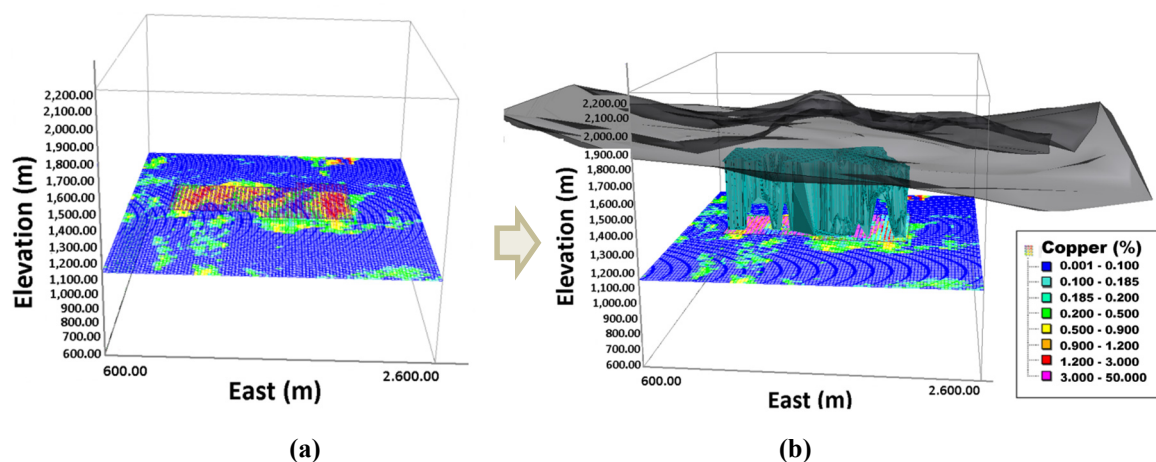 2,200.00
2,100.00
2,000.00
1,900.00
1,800.00
1,700.00
1,600.00
1,500.00
1,400.00
1,300.00
1,200.00
1,100.00
1,000.00
900.00
800.00
700.00
600.00
Elevation (m)
600.00
2.600.00
East (m)
(a)
2,200.00
2,100.00
2,000.00
1,900.00
1,800.00
1,700.00
1,600.00
1,500.00
1,400.00
1,300.00
1,200.00
1,100.00
1,000.00
900.00
800.00
700.00
600.00
Elevation (m)
600.00
2.600.00
East (m)
(b)
Copper (%)
0.001 - 0.100
0.100 - 0.185
0.185 - 0.200
0.200 - 0.500
0.500 - 0.900
0.900 - 1.200
1.200 - 3.000
3.000 - 50.000